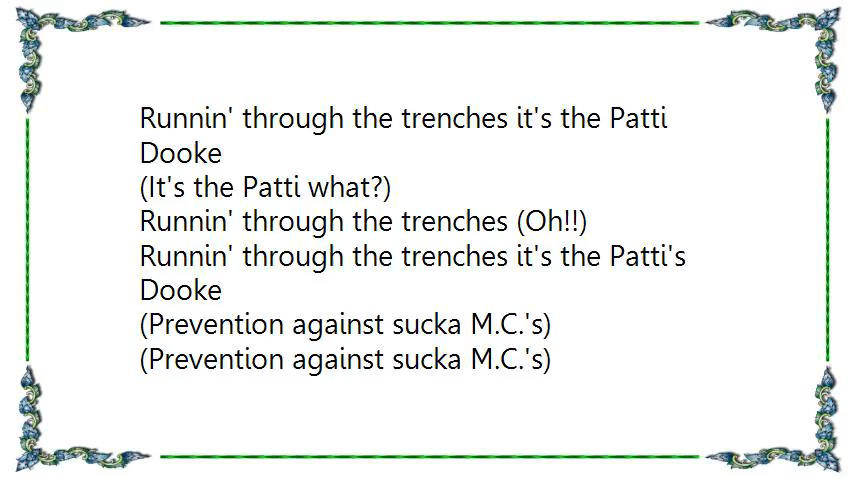 Runnin' through the trenches it's the Patti
Dooke
(It's the Patti what?)
Runnin' through the trenches (Oh!!)
Runnin' through the trenches it's the Patti's
Dooke
(Prevention against sucka M.C.'s)
(Prevention against sucka M.C.'s)